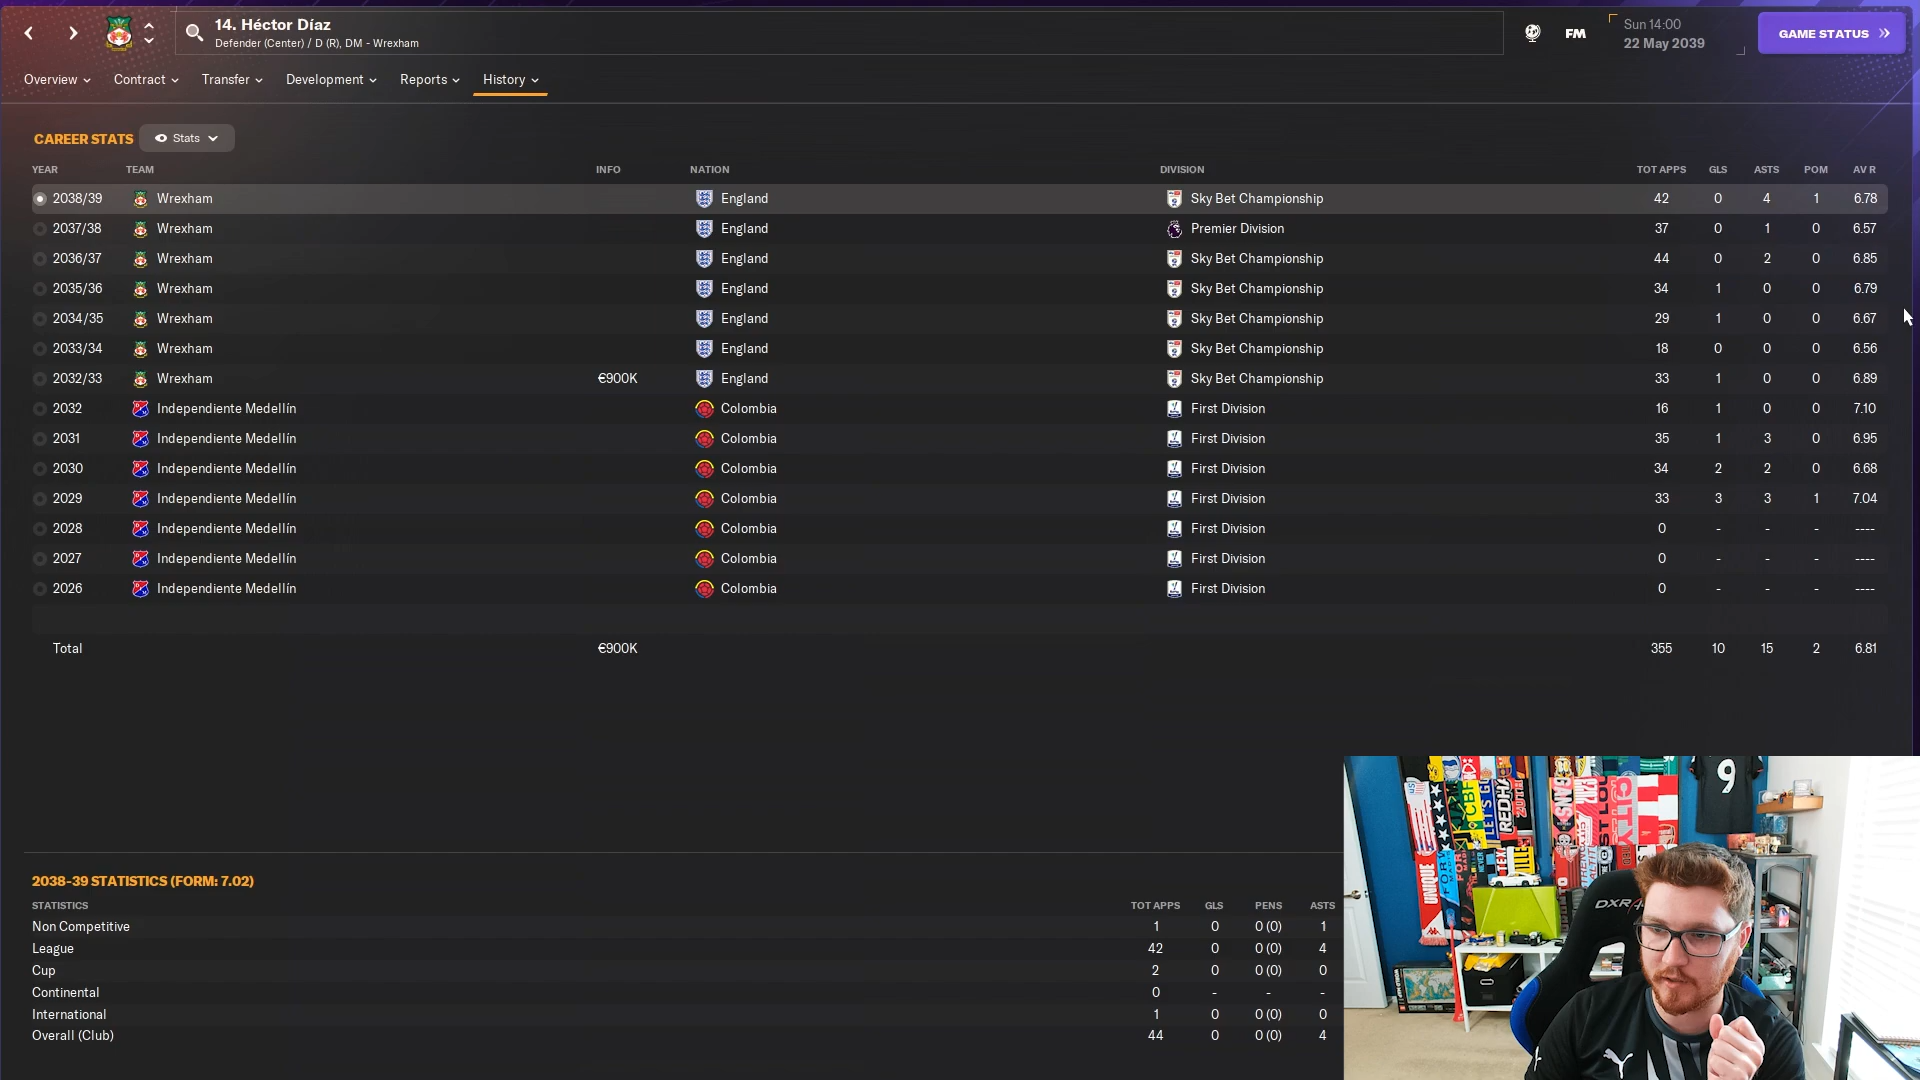 14. Héctor Díaz
Defender (Center) / D (R), DM - Wrexham
FM
Sun 14:00
22 May 2039
GAME STATUS
Overview Contract Transfer Development Reports History
CAREER STATS Stats
YEAR TEAM INFO NATION DIVISION TOT APPS GLS ASTS POM AV R
2038/39 Wrexham England Sky Bet Championship 42 0 4 1 6.78
2037/38 Wrexham England Premier Division 37 0 1 0 6.57
2036/37 Wrexham England Sky Bet Championship 44 0 2 0 6.85
2035/36 Wrexham England Sky Bet Championship 34 1 0 0 6.79
2034/35 Wrexham England Sky Bet Championship 29 1 0 0 6.67
2033/34 Wrexham England Sky Bet Championship 18 0 0 0 6.56
2032/33 Wrexham €900K England Sky Bet Championship 33 1 0 0 6.89
2032 Independiente Medellín Colombia First Division 16 1 0 0 7.10
2031 Independiente Medellín Colombia First Division 35 1 3 0 6.95
2030 Independiente Medellín Colombia First Division 34 2 2 0 6.68
2029 Independiente Medellín Colombia First Division 33 3 3 1 7.04
2028 Independiente Medellín Colombia First Division 0 - - - ----
2027 Independiente Medellín Colombia First Division 0 - - - ----
2026 Independiente Medellín Colombia First Division 0 - - - ----
Total €900K 355 10 15 2 6.81
2038-39 STATISTICS (FORM: 7.02)
STATISTICS TOT APPS GLS PENS ASTS
Non Competitive 1 0 0 (0) 1
League 42 0 0 (0) 4
Cup 2 0 0 (0) 0
Continental 0 - - -
International 1 0 0 (0) 0
Overall (Club) 44 0 0 (0) 4
9
CBF
LET'S G
REDHA
CITY
ST LOU
UNIQUE
DXR